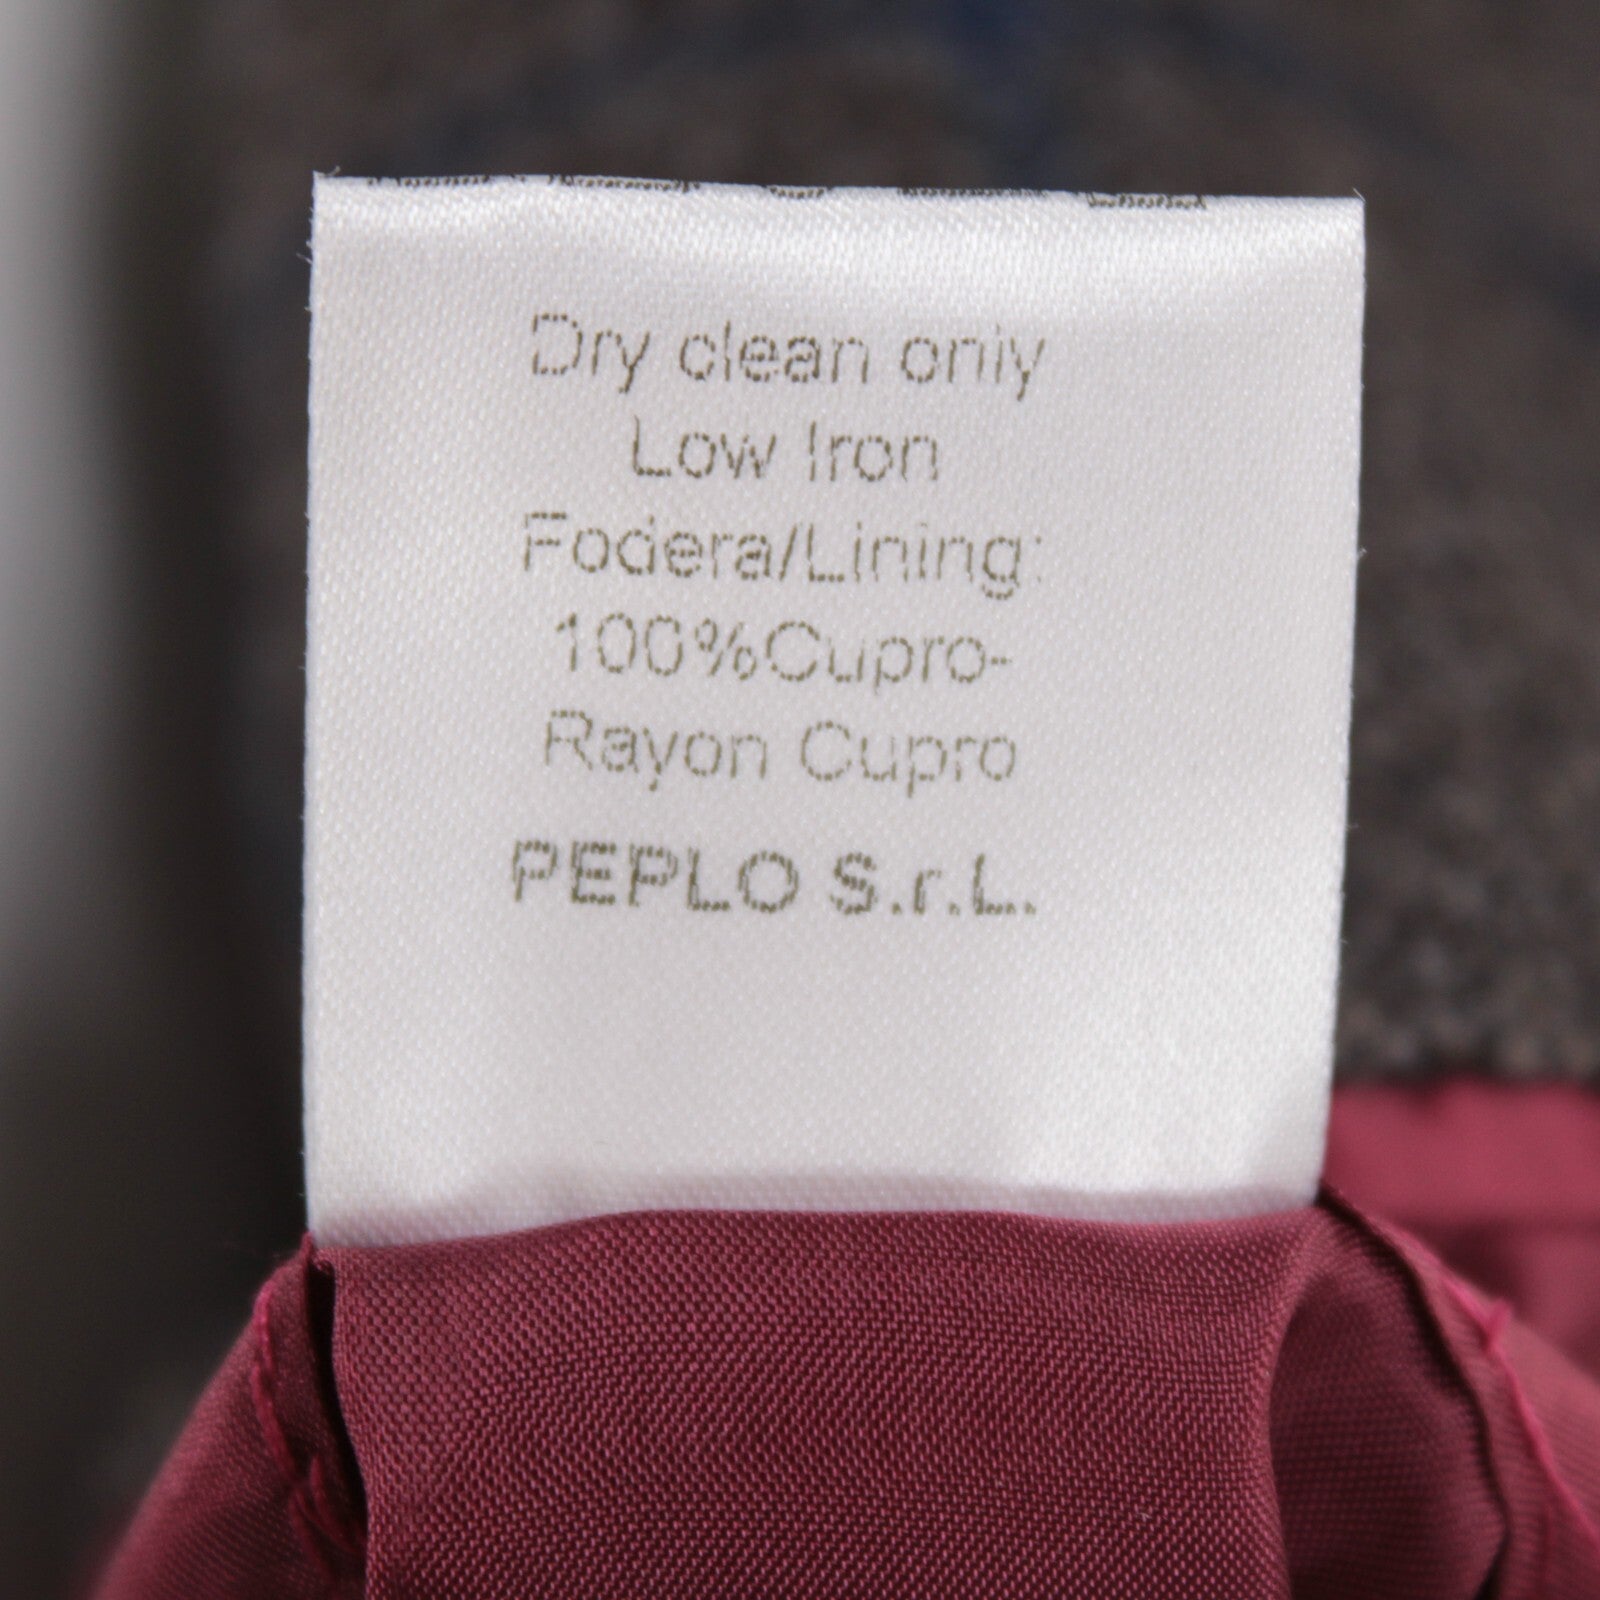 Dry clean only
Low Iron
Fodera/Lining:
100%Cupro-
Rayon Cupro
PEPLO S.r.L.